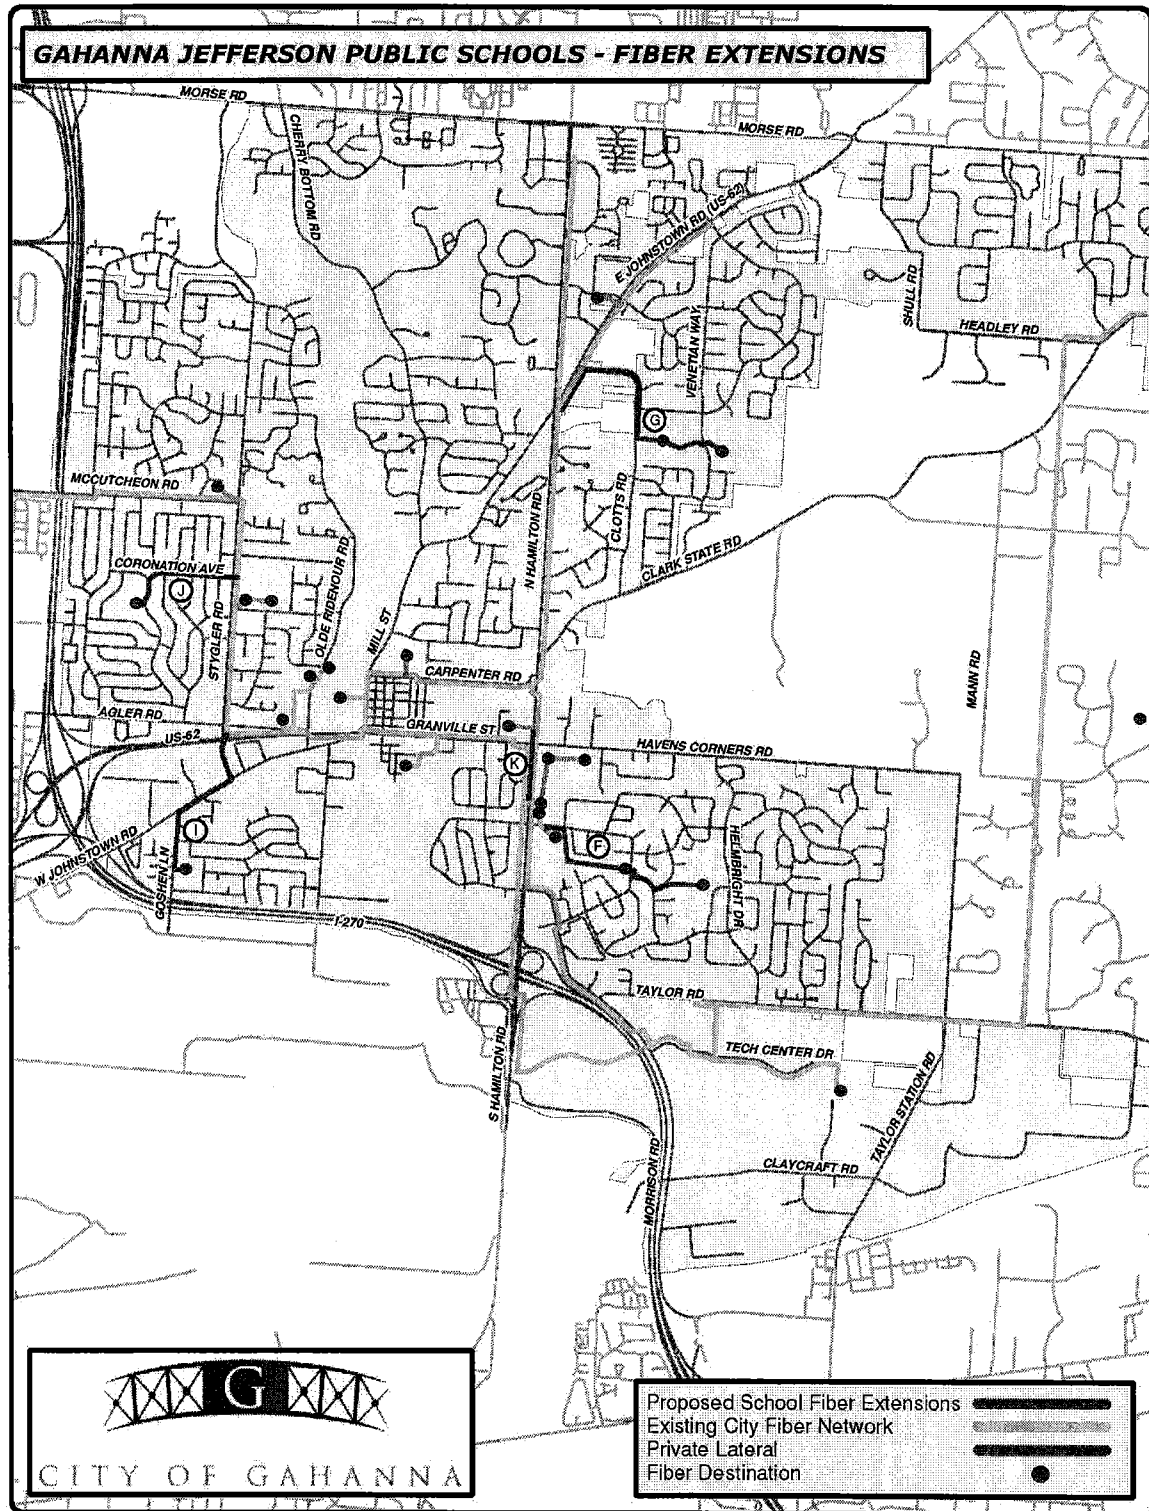 GAHANNA JEFFERSON PUBLIC SCHOOLS - FIBER EXTENSIONS
MORSE RD
MORSE RD
CHERRY BOTTOM RD
E JOHNSTOWN RD (US-62)
SHULL RD
HEADLEY RD
VENETIAN WAY
G
MCCUTCHEON RD
CLOTTS RD
N HAMILTON RD
CLARK STATE RD
CORONATION AVE
J
OLDE RIDENOUR RD
STYGLER RD
MILL ST
CARPENTER RD
MANN RD
AGLER RD
US-62
GRANVILLE ST
HAVENS CORNERS RD
K
I
F
W JOHNSTOWN RD
GOSHEN LN
HELMBRIGHT DR
I-270
TAYLOR RD
S HAMILTON RD
TECH CENTER DR
TAYLOR STATION RD
MORRISON RD
CLAYCRAFT RD
G
CITY OF GAHANNA
Proposed School Fiber Extensions
Existing City Fiber Network
Private Lateral
Fiber Destination